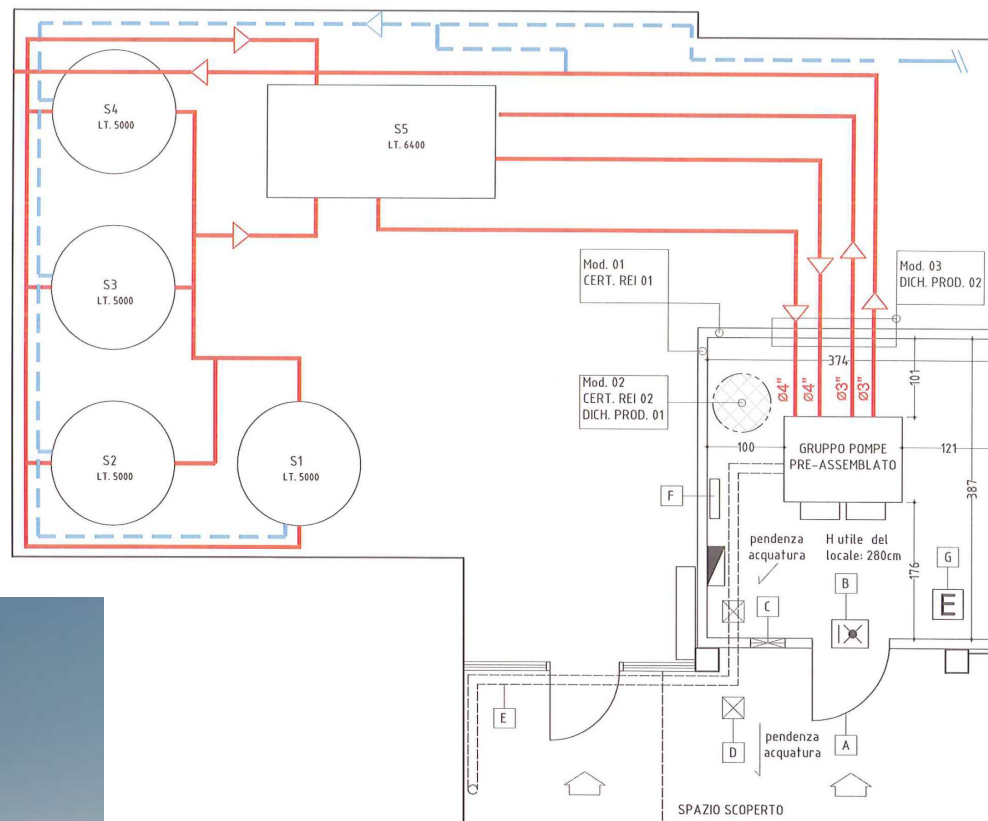 S4
LT. 5000
S5
LT. 6400
S3
LT. 5000
Mod. 01
CERT. REI 01
Mod. 03
DICH. PROD. 02
374
101
Ø4"
Ø4"
Ø3"
Ø3"
Mod. 02
CERT. REI 02
DICH. PROD. 01
S2
LT. 5000
S1
LT. 5000
100
GRUPPO POMPE
PRE-ASSEMBLATO
121
387
F
pendenza
acquatura
H utile del
locale: 280cm
176
G
B
C
E
E
D
pendenza
acquatura
A
SPAZIO SCOPERTO